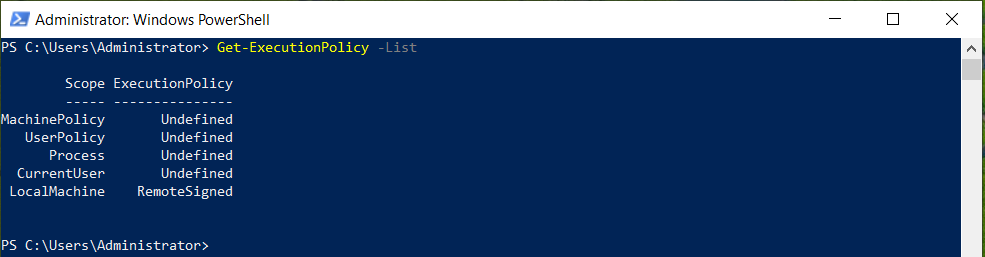 Administrator: Windows PowerShell
PS C:\Users\Administrator> Get-ExecutionPolicy -List
Scope ExecutionPolicy
----- ---------------
MachinePolicy Undefined
UserPolicy Undefined
Process Undefined
CurrentUser Undefined
LocalMachine RemoteSigned
PS C:\Users\Administrator>